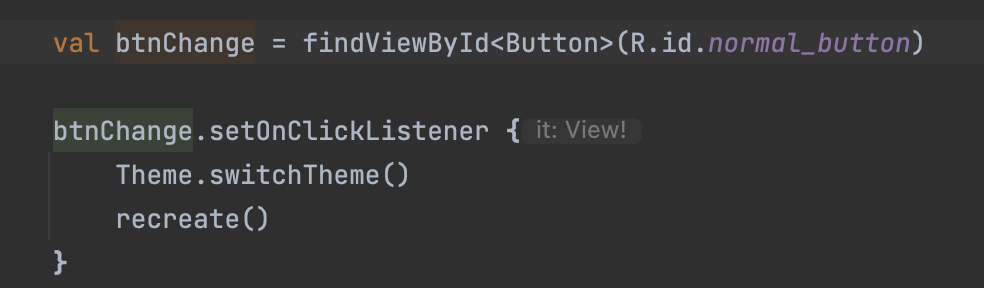 val btnChange = findViewById<Button>(R.id.normal_button)
btnChange.setOnClickListener { it: View!
Theme.switchTheme()
recreate()
}